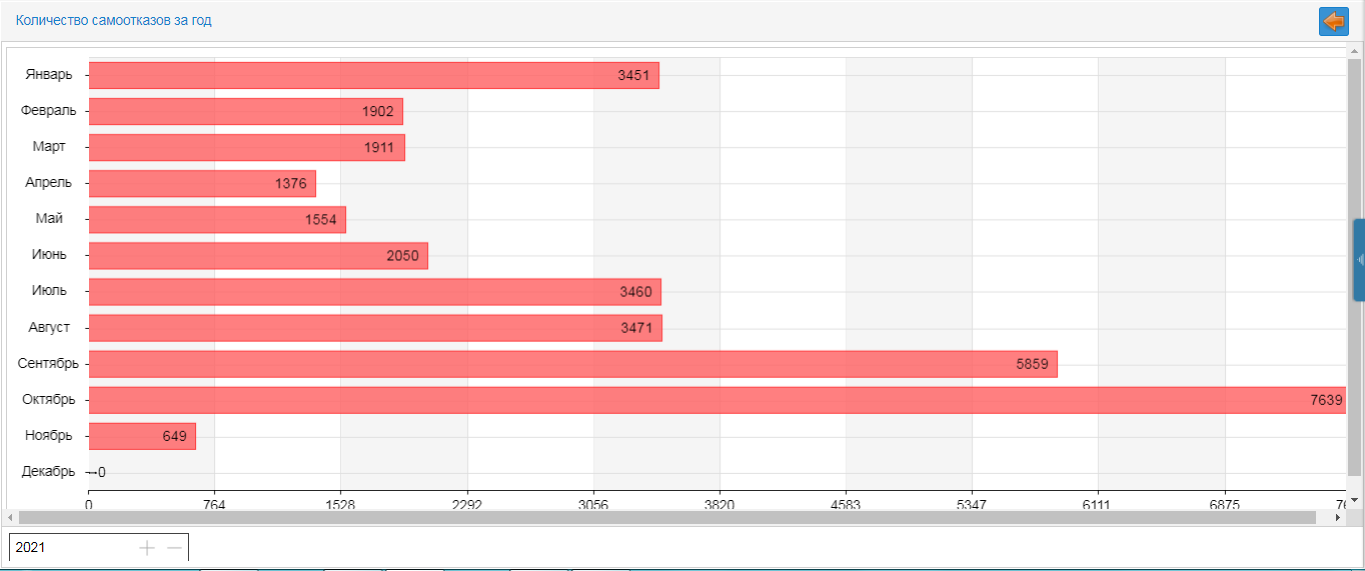 Количество самоотказов за год
Январь 3451
Февраль 1902
Март 1911
Апрель 1376
Май 1554
Июнь 2050
Июль 3460
Август 3471
Сентябрь 5859
Октябрь 7639
Ноябрь 649
Декабрь 0
0 764 1528 2292 3056 3820 4583 5347 6111 6875
2021